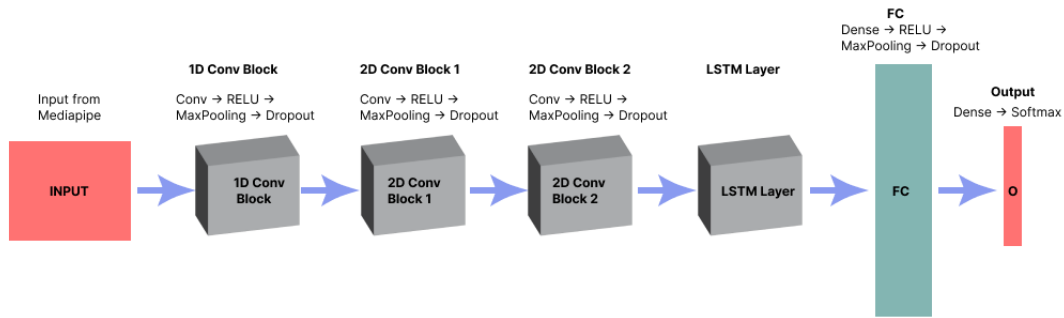 FC
Dense → RELU →
MaxPooling → Dropout
1D Conv Block
2D Conv Block 1
2D Conv Block 2
LSTM Layer
Input from
Mediapipe
Conv → RELU →
MaxPooling → Dropout
Conv → RELU →
MaxPooling → Dropout
Conv → RELU →
MaxPooling → Dropout
Output
Dense → Softmax
INPUT
1D Conv
Block
2D Conv
Block 1
2D Conv
Block 2
LSTM Layer
FC
O